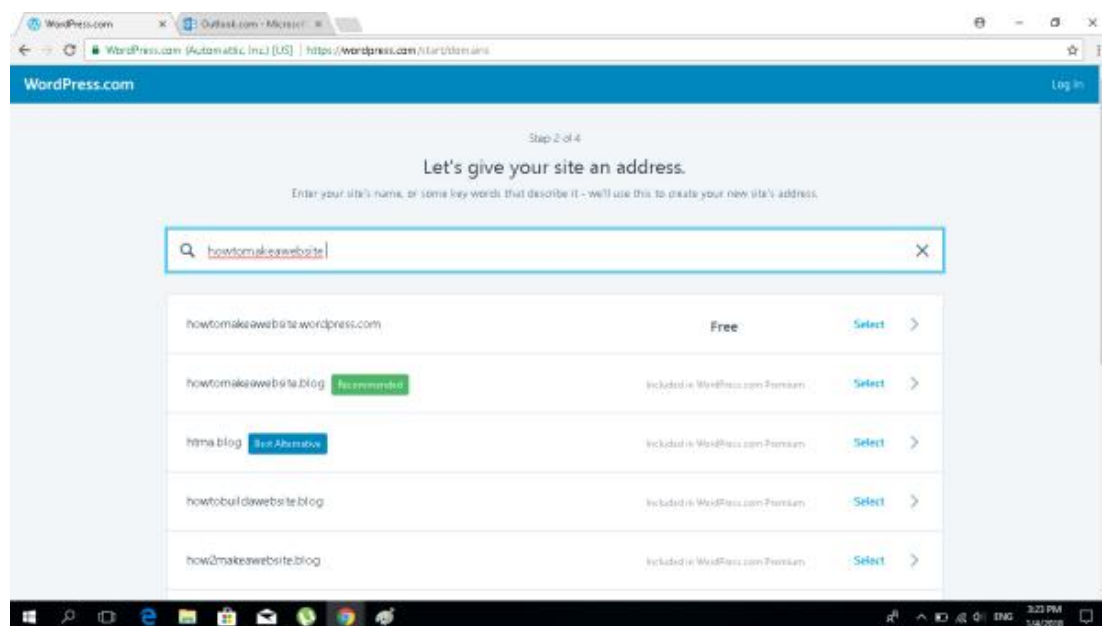 WordPress.com
Outlook.com - Microsoft
WordPress.com (Automattic, Inc.) [US] | https://wordpress.com/start/domains
WordPress.com
Log In
Step 2 of 4
Let's give your site an address.
Enter your site's name, or some key words that describe it - we'll use this to create your new site's address.
howtomakeawebsite
howtomakeawebsite.wordpress.com Free Select
howtomakeawebsite.blog Recommended Included in WordPress.com Premium Select
htma.blog Best Alternative Included in WordPress.com Premium Select
howtobuildawebsite.blog Included in WordPress.com Premium Select
how2makeawebsite.blog Included in WordPress.com Premium Select
ENG 3:23 PM
1/4/2018